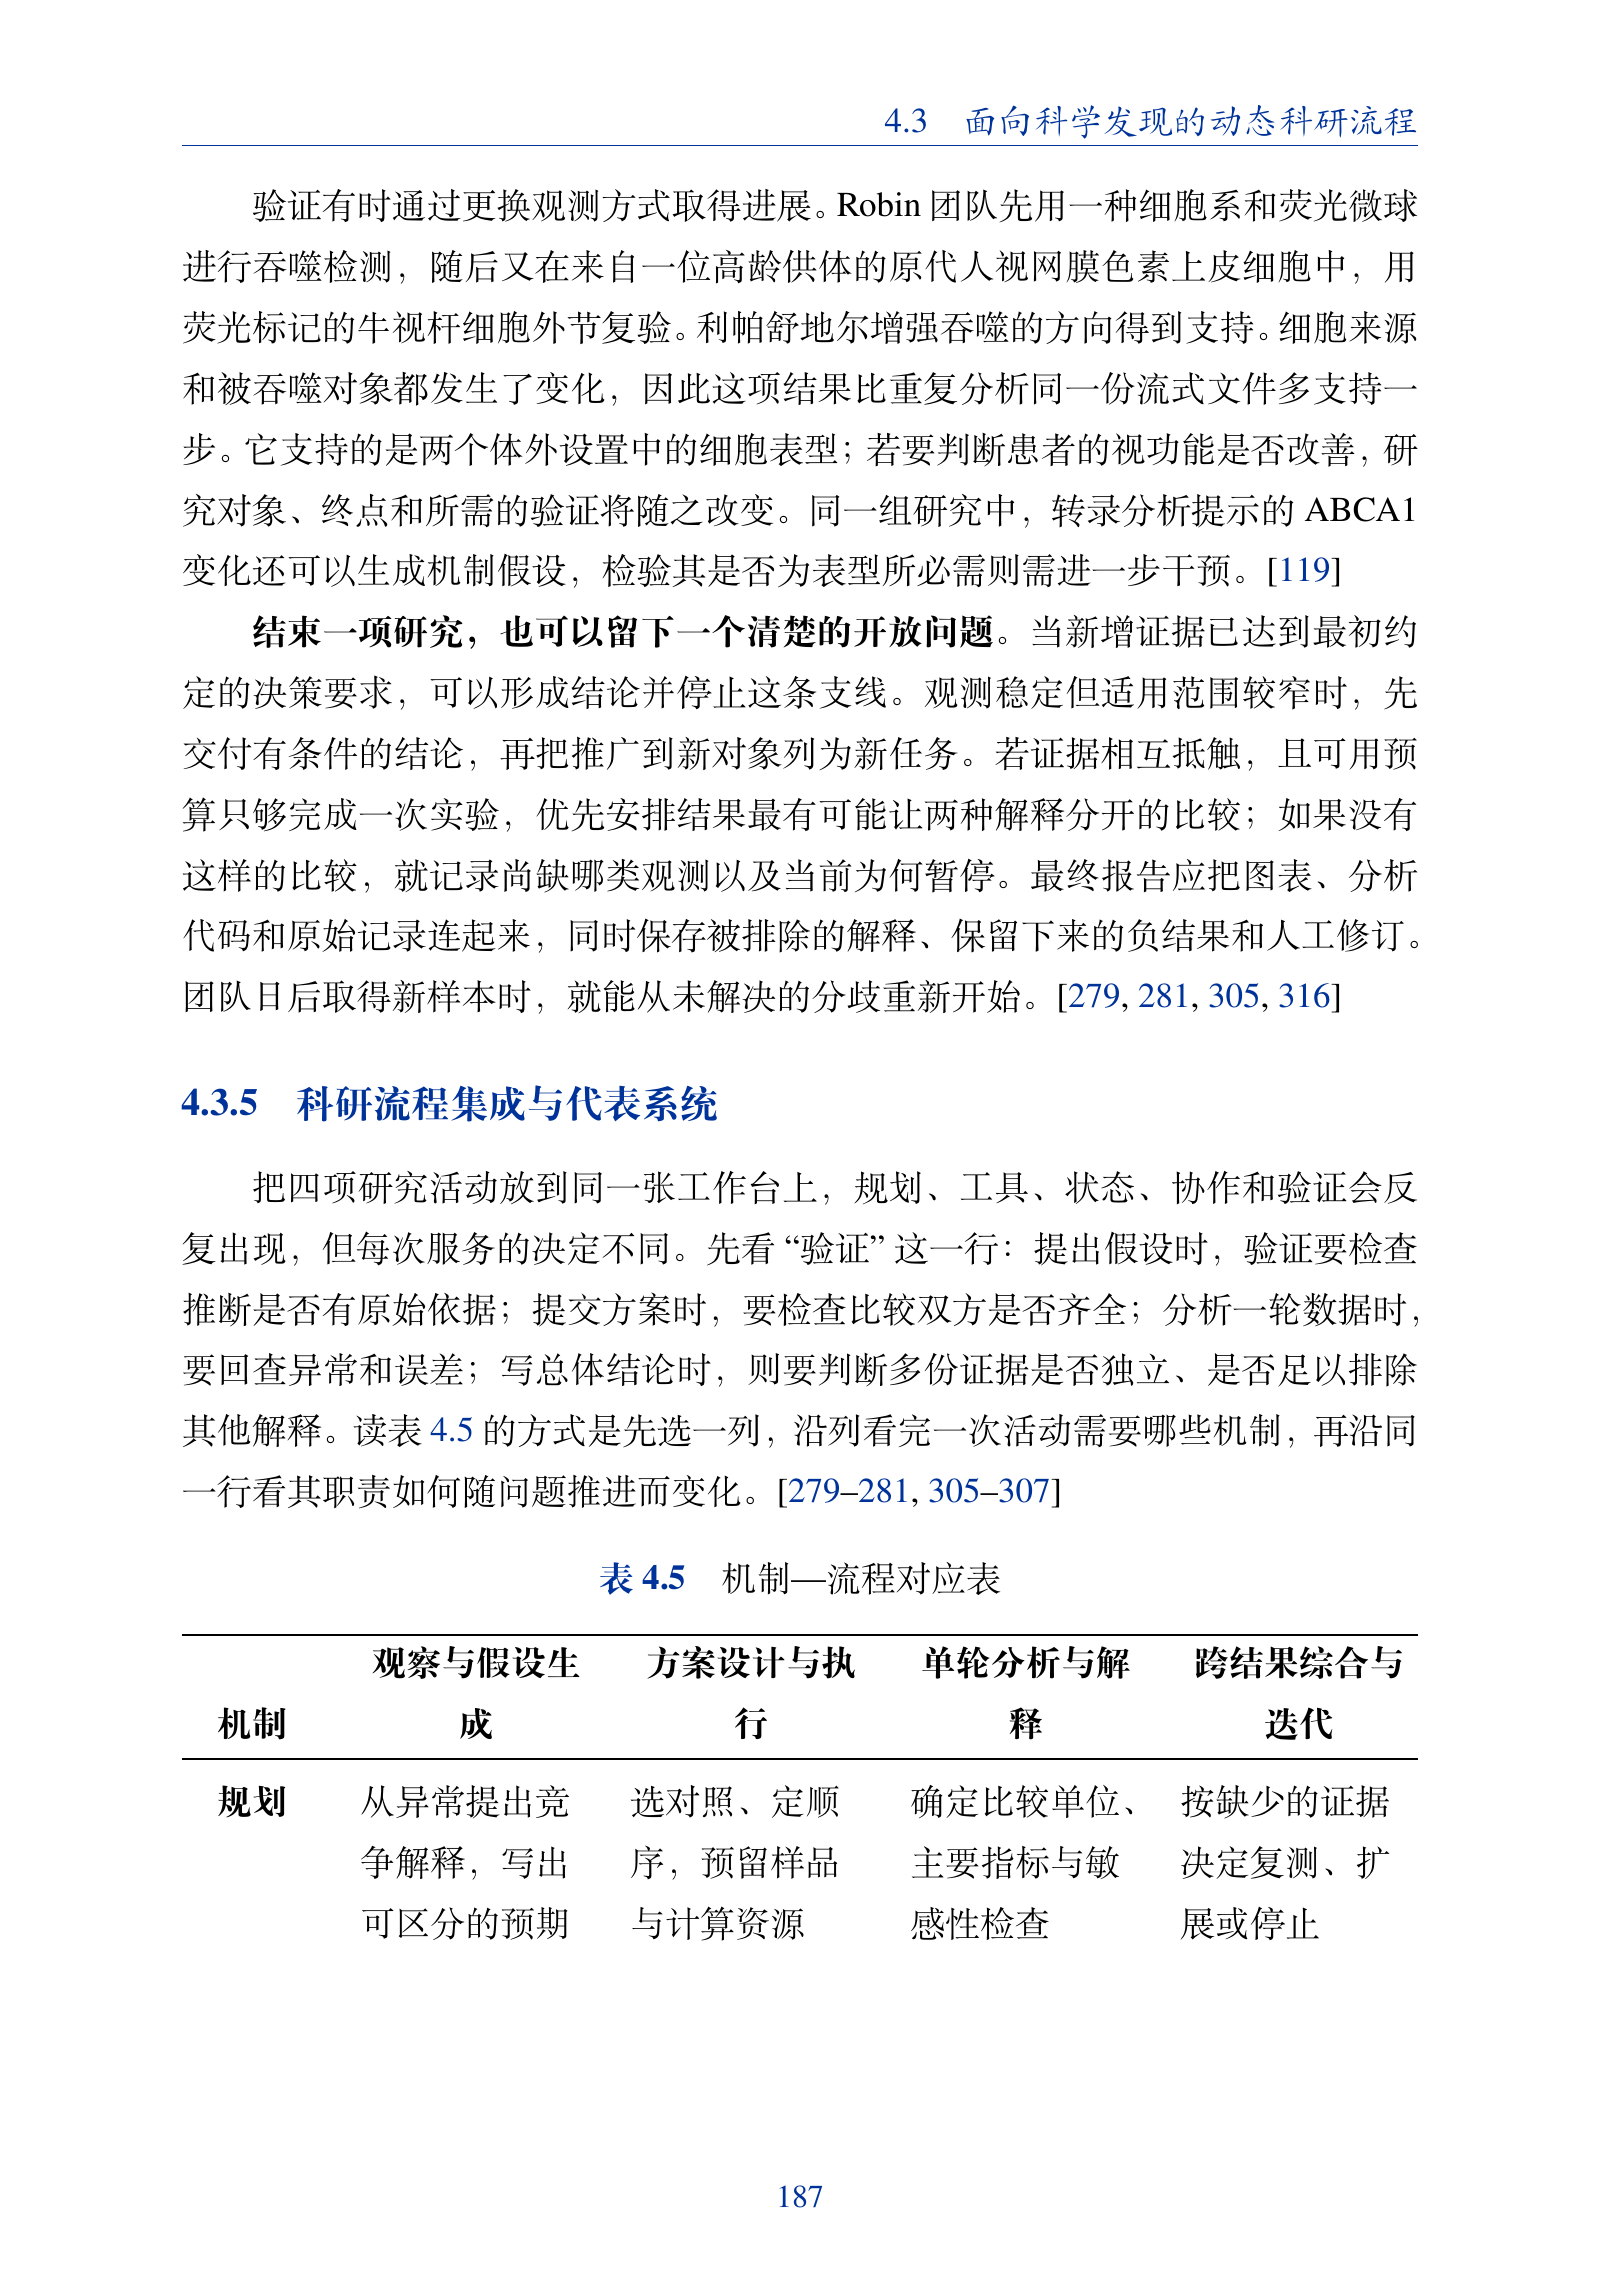 4.3 面向科学发现的动态科研流程
验证有时通过更换观测方式取得进展。Robin 团队先用一种细胞系和荧光微球
进行吞噬检测，随后又在来自一位高龄供体的原代人视网膜色素上皮细胞中，用
荧光标记的牛视杆细胞外节复验。利帕舒地尔增强吞噬的方向得到支持。细胞来源
和被吞噬对象都发生了变化，因此这项结果比重复分析同一份流式文件多支持一
步。它支持的是两个体外设置中的细胞表型；若要判断患者的视功能是否改善，研
究对象、终点和所需的验证将随之改变。同一组研究中，转录分析提示的 ABCA1
变化还可以生成机制假设，检验其是否为表型所必需则需进一步干预。[119]
结束一项研究，也可以留下一个清楚的开放问题。当新增证据已达到最初约
定的决策要求，可以形成结论并停止这条支线。观测稳定但适用范围较窄时，先
交付有条件的结论，再把推广到新对象列为新任务。若证据相互抵触，且可用预
算只够完成一次实验，优先安排结果最有可能让两种解释分开的比较；如果没有
这样的比较，就记录尚缺哪类观测以及当前为何暂停。最终报告应把图表、分析
代码和原始记录连起来，同时保存被排除的解释、保留下来的负结果和人工修订。
团队日后取得新样本时，就能从未解决的分歧重新开始。[279, 281, 305, 316]
4.3.5 科研流程集成与代表系统
把四项研究活动放到同一张工作台上，规划、工具、状态、协作和验证会反
复出现，但每次服务的决定不同。先看 “验证” 这一行：提出假设时，验证要检查
推断是否有原始依据；提交方案时，要检查比较双方是否齐全；分析一轮数据时，
要回查异常和误差；写总体结论时，则要判断多份证据是否独立、是否足以排除
其他解释。读表 4.5 的方式是先选一列，沿列看完一次活动需要哪些机制，再沿同
一行看其职责如何随问题推进而变化。[279–281, 305–307]
表 4.5 机制—流程对应表
观察与假设生 方案设计与执 单轮分析与解 跨结果综合与
机制 成 行 释 迭代
规划 从异常提出竞 选对照、定顺 确定比较单位、 按缺少的证据
争解释，写出 序，预留样品 主要指标与敏 决定复测、扩
可区分的预期 与计算资源 感性检查 展或停止
187